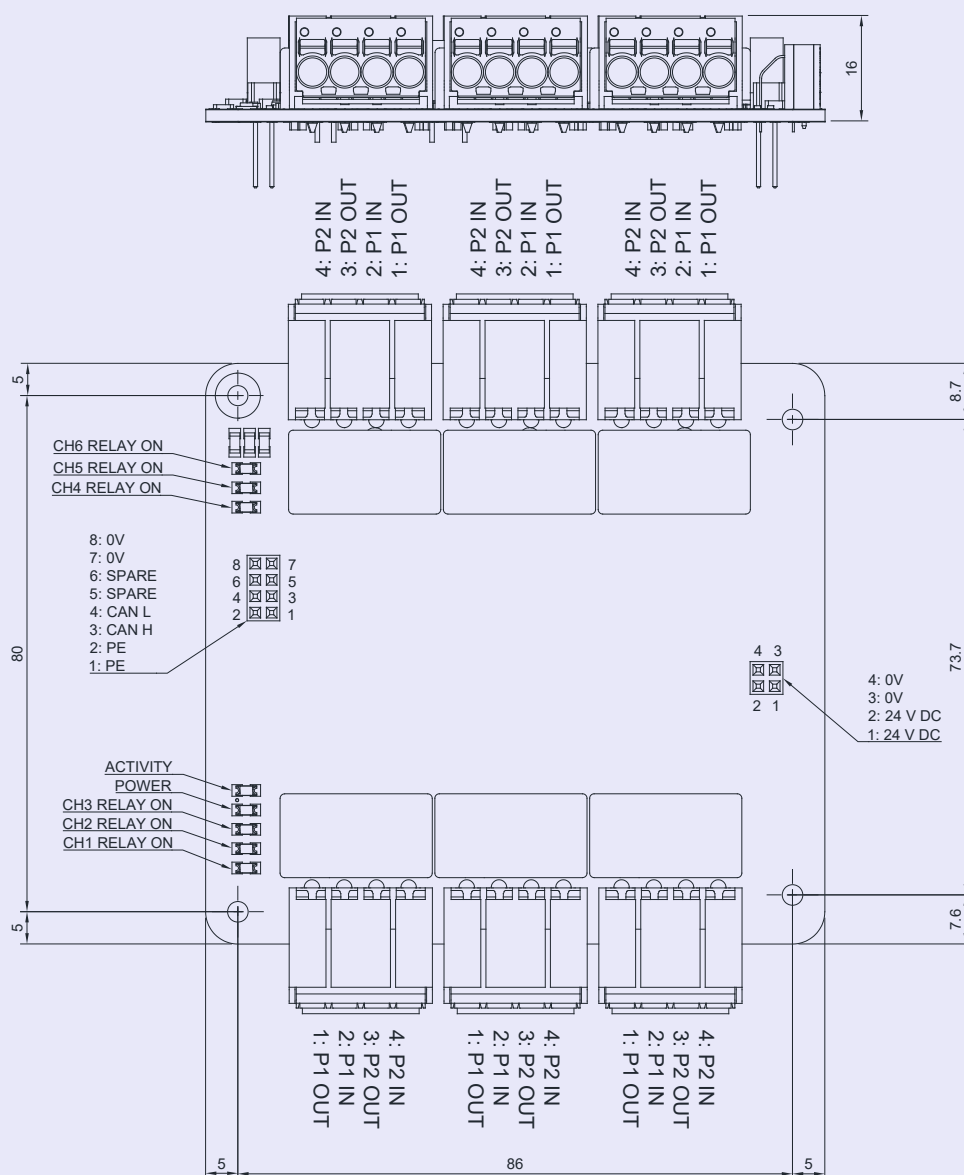 16
4: P2 IN
3: P2 OUT
2: P1 IN
1: P1 OUT
4: P2 IN
3: P2 OUT
2: P1 IN
1: P1 OUT
4: P2 IN
3: P2 OUT
2: P1 IN
1: P1 OUT
5
8.7
CH6 RELAY ON
CH5 RELAY ON
CH4 RELAY ON
8: 0V
7: 0V
6: SPARE
5: SPARE
4: CAN L
3: CAN H
2: PE
1: PE
8 7
6 5
4 3
2 1
80
73.7
4 3
2 1
4: 0V
3: 0V
2: 24 V DC
1: 24 V DC
ACTIVITY
POWER
CH3 RELAY ON
CH2 RELAY ON
CH1 RELAY ON
5
7.6
4: P2 IN
3: P2 OUT
2: P1 IN
1: P1 OUT
4: P2 IN
3: P2 OUT
2: P1 IN
1: P1 OUT
4: P2 IN
3: P2 OUT
2: P1 IN
1: P1 OUT
5
86
5